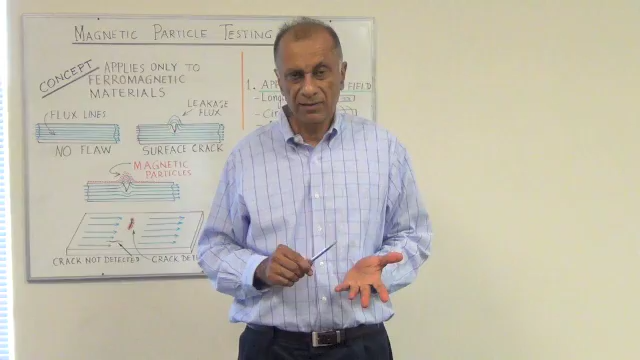 MAGNETIC PARTICLE TESTING
CONCEPT
APPLIES ONLY TO
FERROMAGNETIC
MATERIALS
FLUX LINES
LEAKAGE
FLUX
NO FLAW
SURFACE CRACK
MAGNETIC
PARTICLES
CRACK NOT DETECTED
CRACK
1.
FIELD